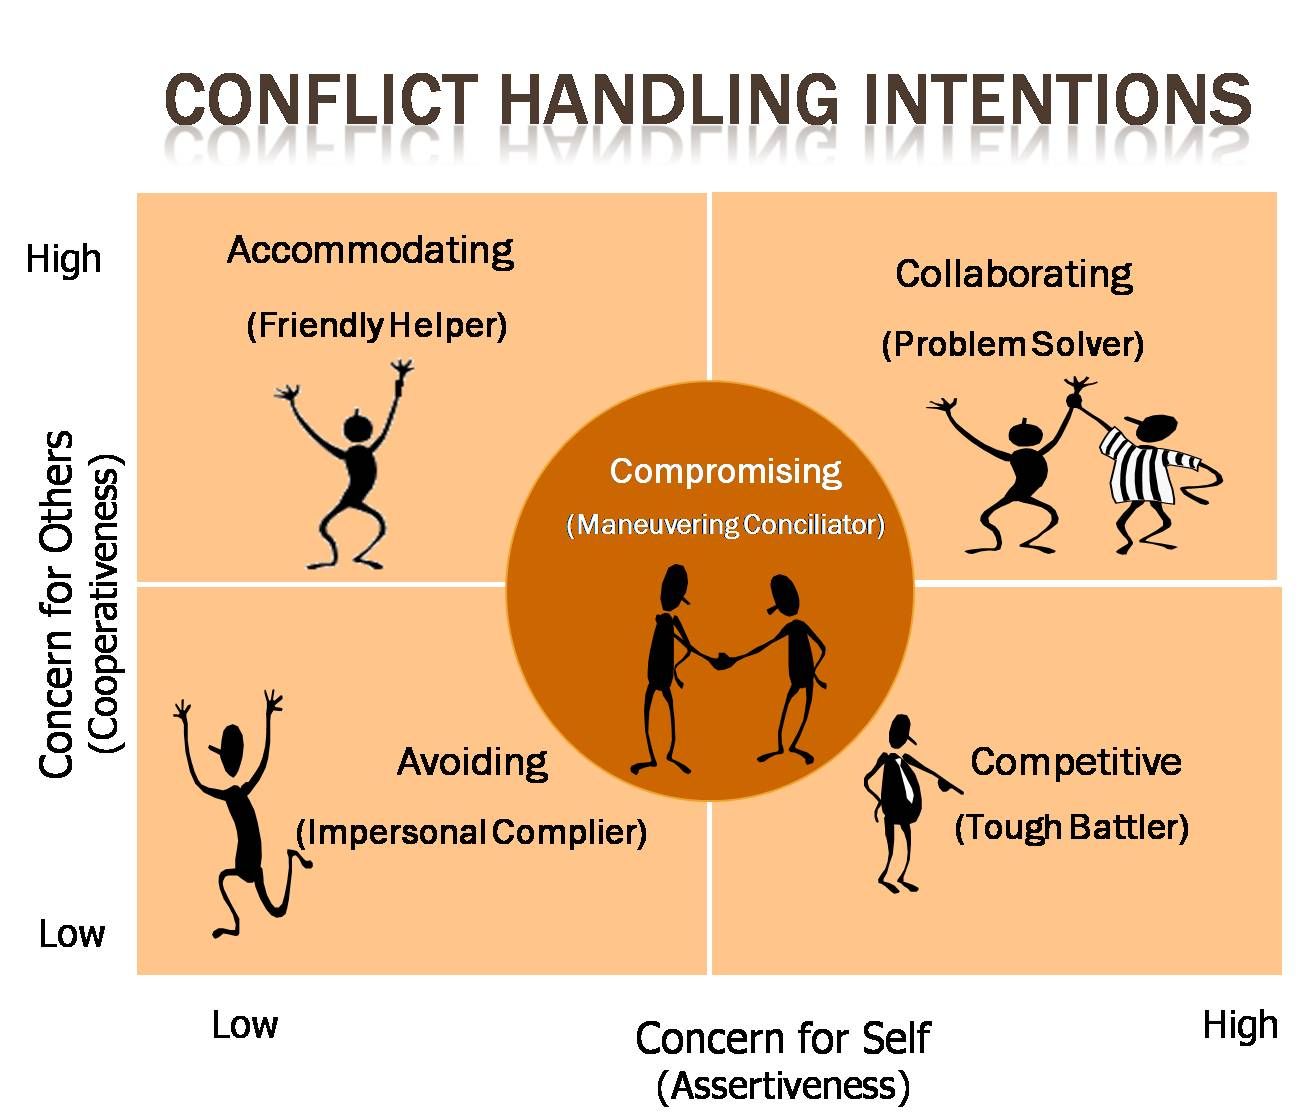 CONFLICT HANDLING INTENTIONS
High
Accommodating
(Friendly Helper)
Collaborating
(Problem Solver)
Compromising
(Maneuvering Conciliator)
Concern for Others
(Cooperativeness)
Avoiding
(Impersonal Complier)
Competitive
(Tough Battler)
Low
Low
Concern for Self
(Assertiveness)
High